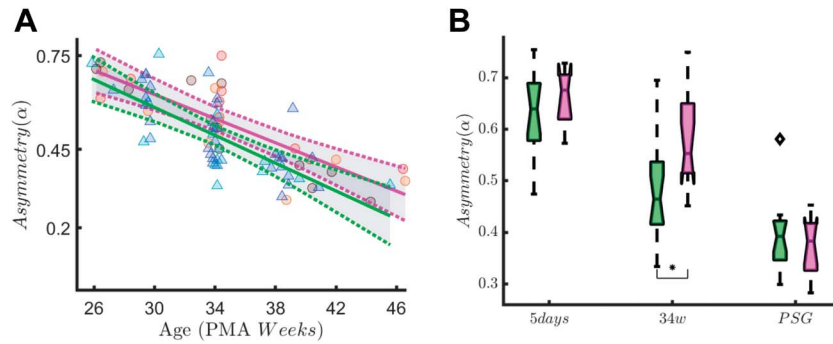 A
Asymmetry(α)
0.75
0.45
0.2
26 30 34 38 42 46
Age (PMA Weeks)
B
Asymmetry(α)
0.7
0.6
0.5
0.4
0.3
*
5days 34w PSG